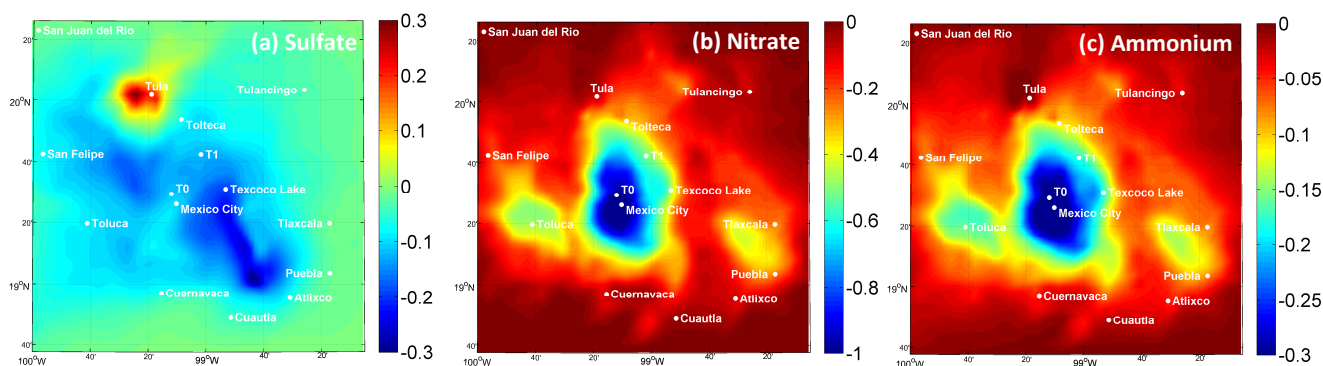 (a) Sulfate
San Juan del Rio
Tula
Tulancingo
Tolteca
San Felipe
T1
T0
Texcoco Lake
Mexico City
Toluca
Tlaxcala
Puebla
Cuernavaca
Atlixco
Cuautla
20'
20°N
40'
20'
19°N
40'
100°W
40'
20'
99°W
40'
20'
0.3
0.2
0.1
0
-0.1
-0.2
-0.3
(b) Nitrate
San Juan del Rio
Tula
Tulancingo
Tolteca
San Felipe
T1
T0
Texcoco Lake
Mexico City
Toluca
Tlaxcala
Puebla
Cuernavaca
Atlixco
Cuautla
20'
20°N
40'
20'
19°N
40'
100°W
40'
20'
99°W
40'
20'
0
-0.2
-0.4
-0.6
-0.8
-1
(c) Ammonium
San Juan del Rio
Tula
Tulancingo
Tolteca
San Felipe
T1
T0
Texcoco Lake
Mexico City
Toluca
Tlaxcala
Puebla
Cuernavaca
Atlixco
Cuautla
20'
20°N
40'
20'
19°N
40'
100°W
40'
20'
99°W
40'
20'
0
-0.05
-0.1
-0.15
-0.2
-0.25
-0.3